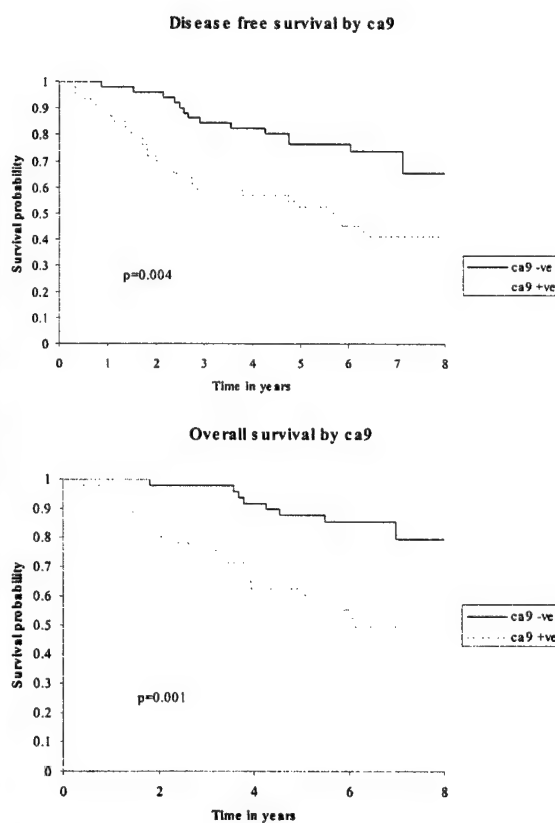 Disease free survival by ca9
1
0.9
0.8
0.7
0.6
0.5
0.4
0.3
0.2
0.1
0
Survival probability
p=0.004
ca9 -ve
ca9 +ve
0 1 2 3 4 5 6 7 8
Time in years
Overall survival by ca9
1
0.9
0.8
0.7
0.6
0.5
0.4
0.3
0.2
0.1
0
Survival probability
p=0.001
ca9 -ve
ca9 +ve
0 2 4 6 8
Time in years